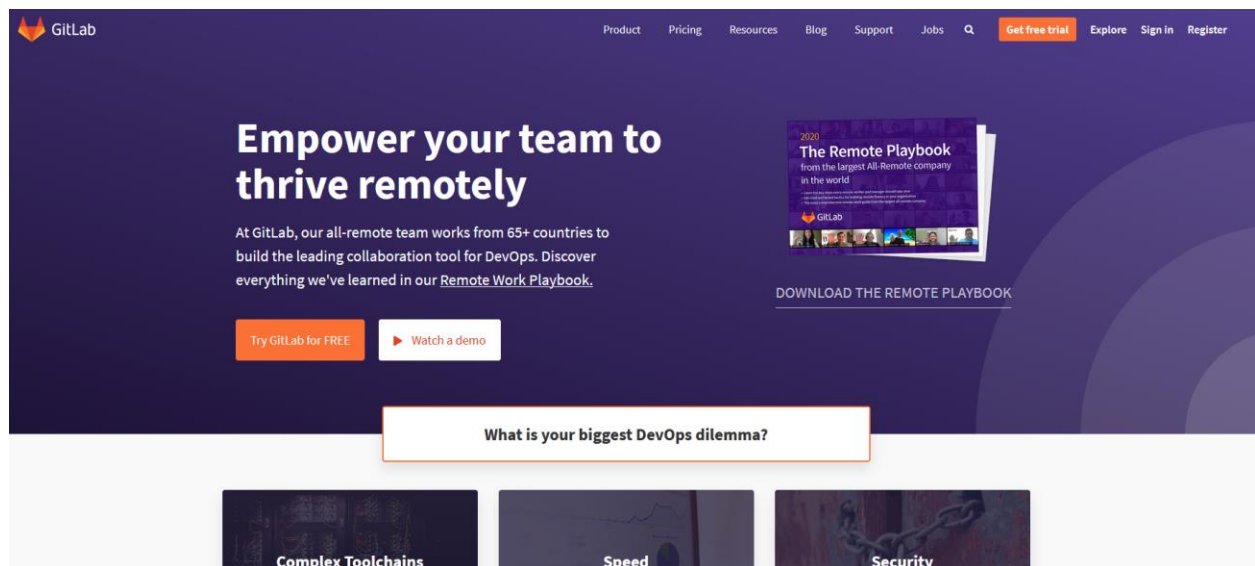 GitLab
Product Pricing Resources Blog Support Jobs Get free trial Explore Sign in Register
Empower your team to
thrive remotely
At GitLab, our all-remote team works from 65+ countries to
build the leading collaboration tool for DevOps. Discover
everything we've learned in our Remote Work Playbook.
Try GitLab for FREE
Watch a demo
2020
The Remote Playbook
from the largest All-Remote company
in the world
GitLab
DOWNLOAD THE REMOTE PLAYBOOK
What is your biggest DevOps dilemma?
Complex Toolchains
Speed
Security